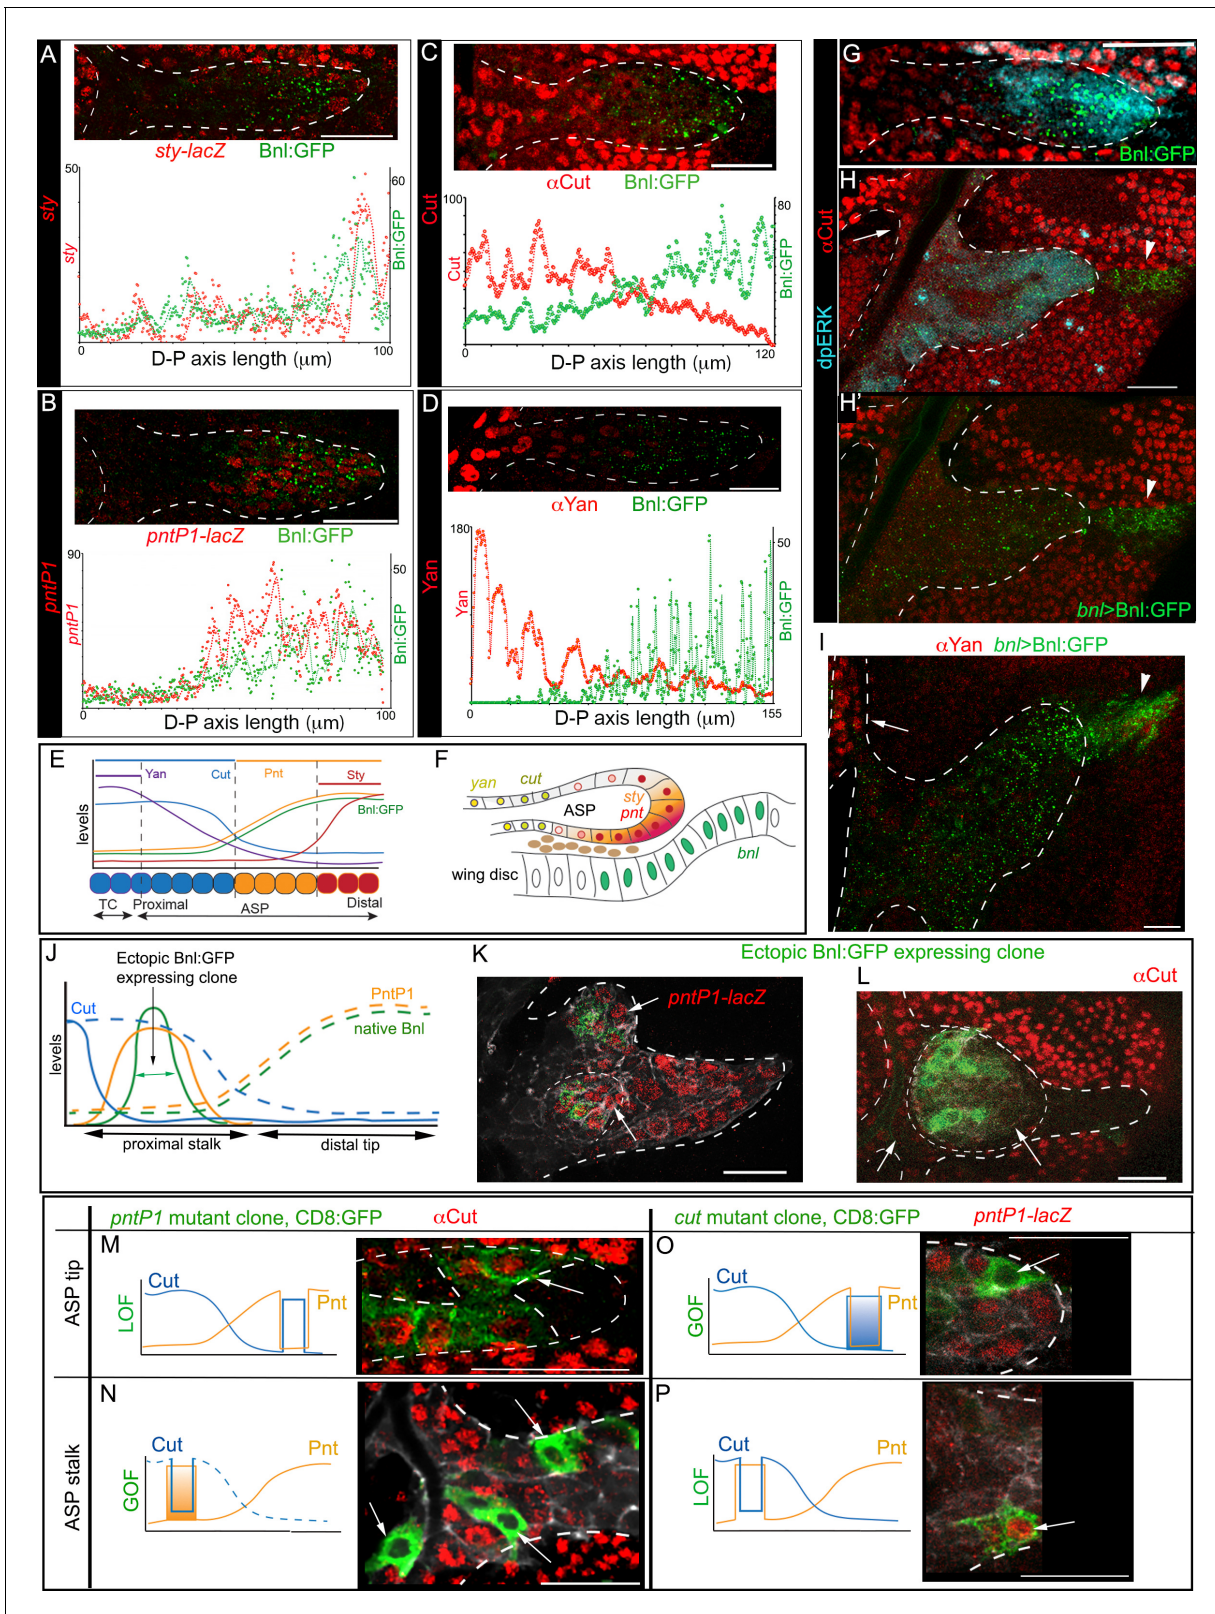 A
sty
sty-lacZ Bnl:GFP
50
60
sty
Bnl:GFP
0
100
D-P axis length (μm)
B
pntP1
pntP1-lacZ Bnl:GFP
90
50
pntP1
Bnl:GFP
0
100
D-P axis length (μm)
C
Cut
αCut Bnl:GFP
100
80
Cut
Bnl:GFP
0
120
D-P axis length (μm)
D
Yan
αYan Bnl:GFP
180
50
Yan
Bnl:GFP
0
155
D-P axis length (μm)
E
Yan
Cut
Pnt
Sty
Bnl:GFP
levels
TC
Proximal
ASP
Distal
F
yan
cut
ASP
sty
pnt
bnl
wing disc
G
Bnl:GFP
H
dpERK αCut
H'
bnl>Bnl:GFP
I
αYan bnl>Bnl:GFP
J
Ectopic Bnl:GFP
expressing clone
Cut
PntP1
native Bnl
levels
proximal stalk
distal tip
Ectopic Bnl:GFP expressing clone
K
pntP1-lacZ
L
αCut
pntP1 mutant clone, CD8:GFP αCut
cut mutant clone, CD8:GFP pntP1-lacZ
ASP tip
M
Cut
Pnt
LOF
O
Cut
Pnt
GOF
ASP stalk
N
Cut
Pnt
GOF
P
Cut
Pnt
LOF